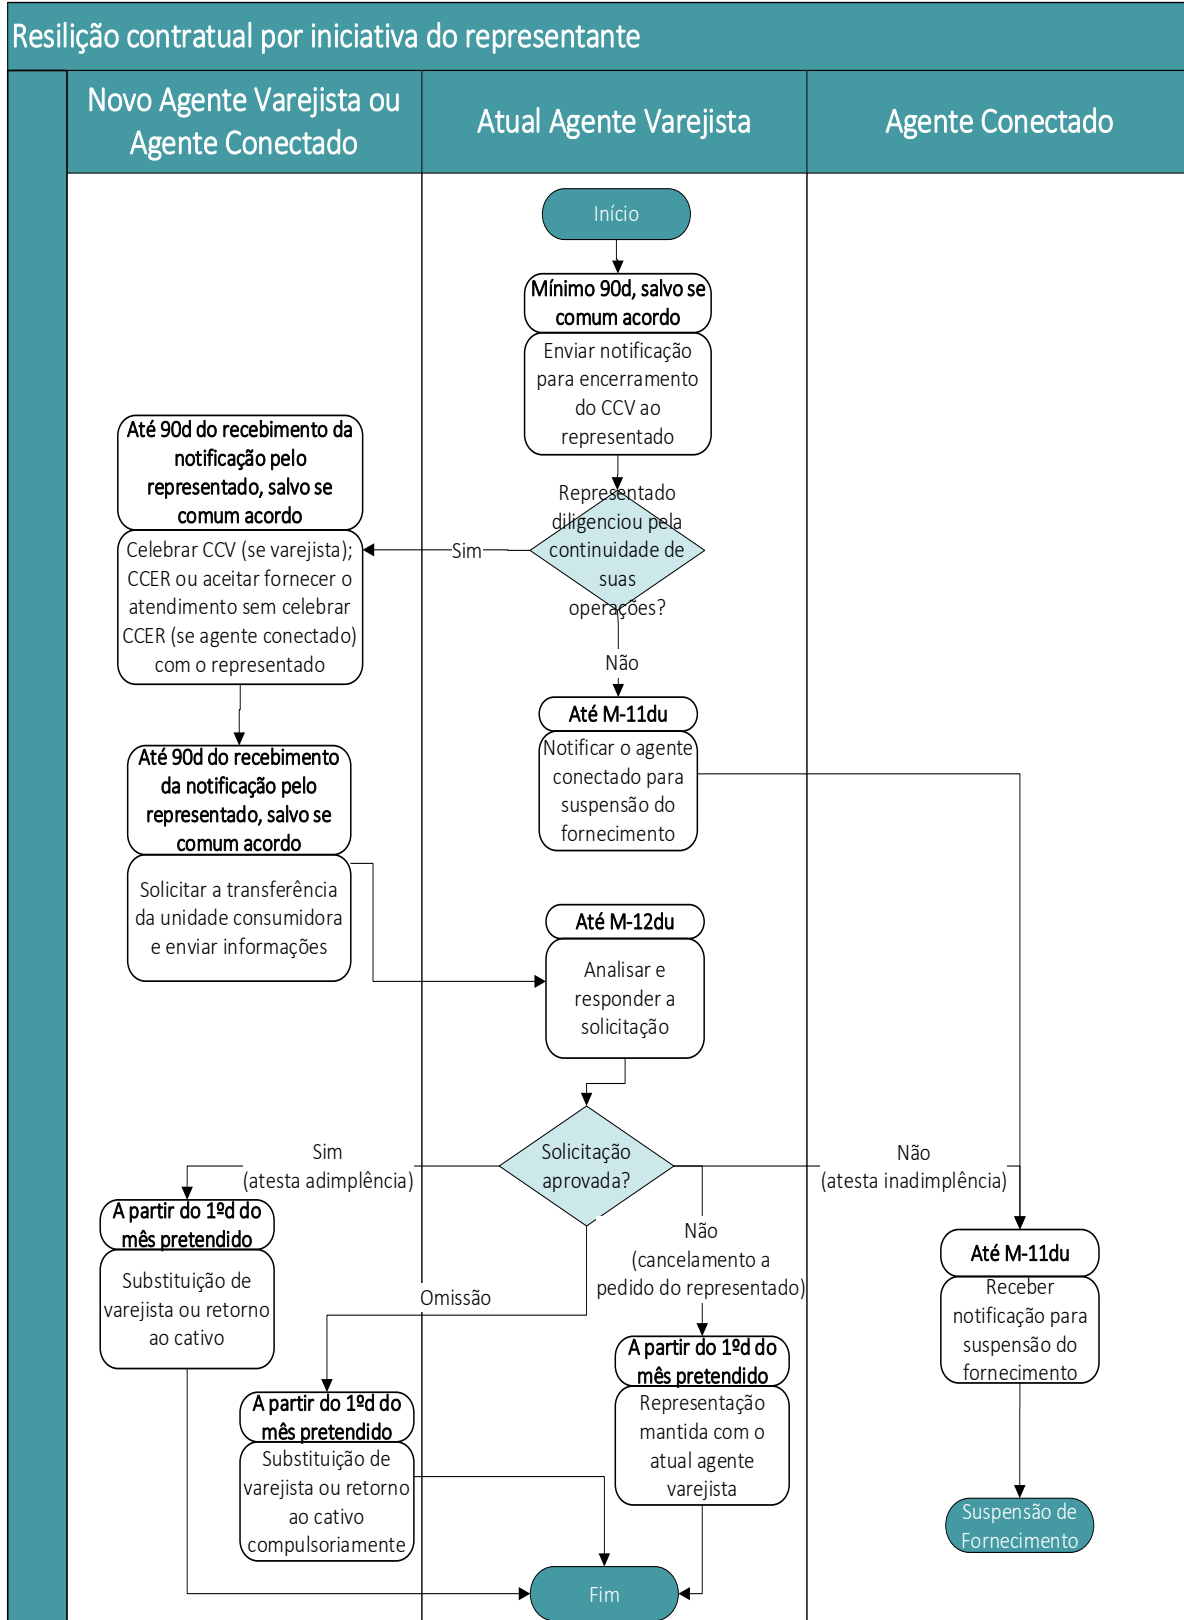 Resilição contratual por iniciativa do representante
Novo Agente Varejista ou
Agente Conectado
Atual Agente Varejista
Agente Conectado
Início
Mínimo 90d, salvo se
comum acordo
Enviar notificação
para encerramento
do CCV ao
representado
Representado
diligenciou pela
continuidade de
suas
operações?
Sim
Não
Até 90d do recebimento da
notificação pelo
representado, salvo se
comum acordo
Celebrar CCV (se varejista);
CCER ou aceitar fornecer o
atendimento sem celebrar
CCER (se agente conectado)
com o representado
Até 90d do recebimento
da notificação pelo
representado, salvo se
comum acordo
Solicitar a transferência
da unidade consumidora
e enviar informações
Até M-11du
Notificar o agente
conectado para
suspensão do
fornecimento
Até M-12du
Analisar e
responder a
solicitação
Solicitação
aprovada?
Sim
(atesta adimplência)
Não
(atesta inadimplência)
Não
(cancelamento a
pedido do representado)
Omissão
A partir do 1ºd do
mês pretendido
Substituição de
varejista ou retorno
ao cativo
A partir do 1ºd do
mês pretendido
Substituição de
varejista ou retorno
ao cativo
compulsoriamente
A partir do 1ºd do
mês pretendido
Representação
mantida com o
atual agente
varejista
Até M-11du
Receber
notificação para
suspensão do
fornecimento
Suspensão de
Fornecimento
Fim